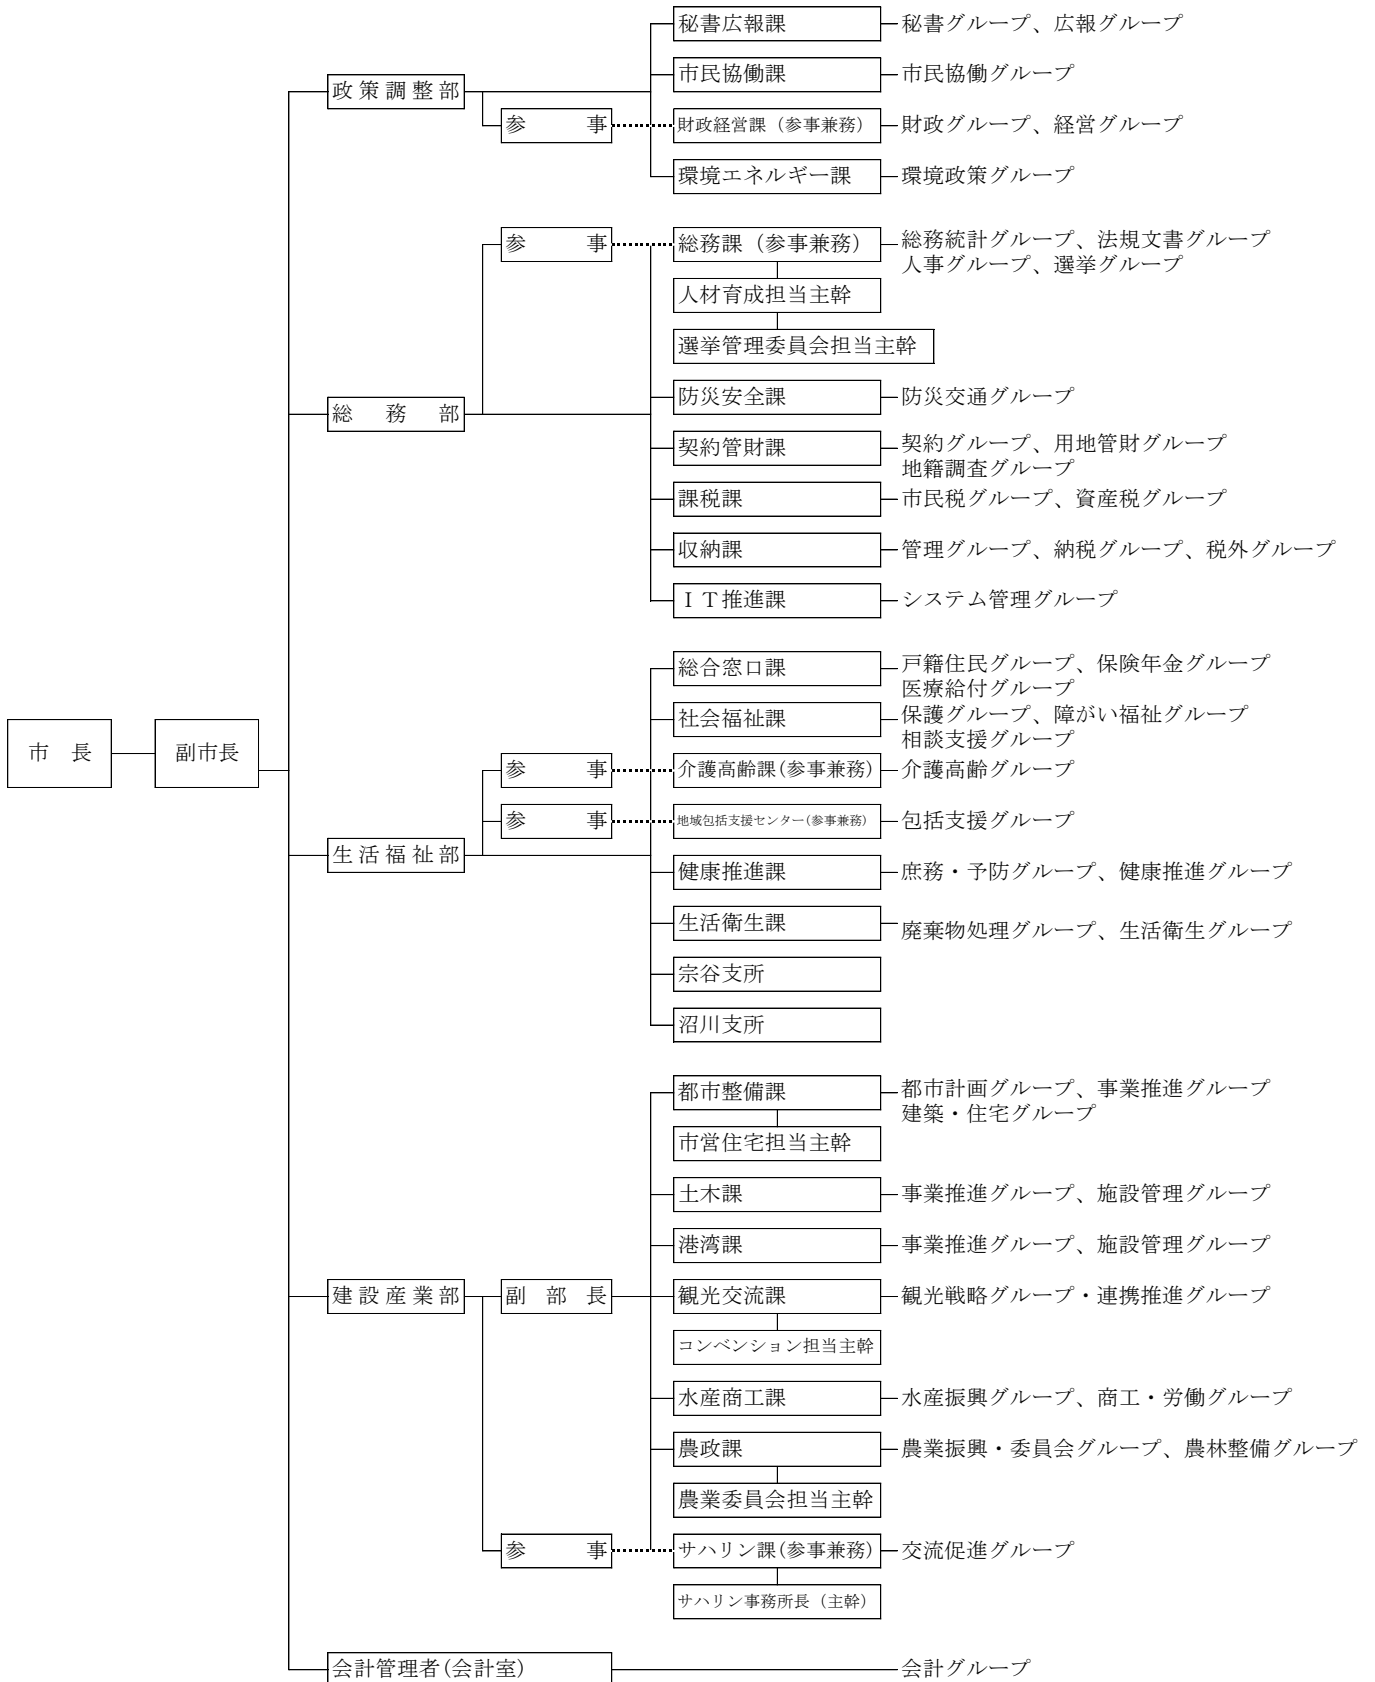 秘書広報課 秘書グループ、広報グループ
市民協働課 市民協働グループ
政策調整部
参事 財政経営課（参事兼務） 財政グループ、経営グループ
環境エネルギー課 環境政策グループ
参事 総務課（参事兼務） 総務統計グループ、法規文書グループ
人事グループ、選挙グループ
人材育成担当主幹
選挙管理委員会担当主幹
防災安全課 防災交通グループ
総務部
契約管財課 契約グループ、用地管財グループ
地籍調査グループ
課税課 市民税グループ、資産税グループ
収納課 管理グループ、納税グループ、税外グループ
ＩＴ推進課 システム管理グループ
総合窓口課 戸籍住民グループ、保険年金グループ
医療給付グループ
社会福祉課 保護グループ、障がい福祉グループ
相談支援グループ
市長 副市長
参事 介護高齢課(参事兼務) 介護高齢グループ
参事 地域包括支援センター(参事兼務) 包括支援グループ
生活福祉部
健康推進課 庶務・予防グループ、健康推進グループ
生活衛生課 廃棄物処理グループ、生活衛生グループ
宗谷支所
沼川支所
都市整備課 都市計画グループ、事業推進グループ
建築・住宅グループ
市営住宅担当主幹
土木課 事業推進グループ、施設管理グループ
港湾課 事業推進グループ、施設管理グループ
建設産業部 副部長 観光交流課 観光戦略グループ・連携推進グループ
コンベンション担当主幹
水産商工課 水産振興グループ、商工・労働グループ
農政課 農業振興・委員会グループ、農林整備グループ
農業委員会担当主幹
参事 サハリン課(参事兼務) 交流促進グループ
サハリン事務所長（主幹）
会計管理者(会計室) 会計グループ